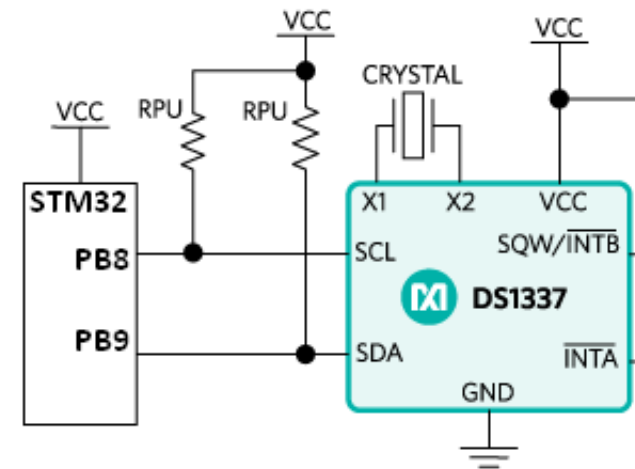 VCC
VCC
CRYSTAL
VCC
RPU
RPU
STM32
X1
X2
VCC
PB8
SCL
SQW/INTB
DS1337
PB9
SDA
INTA
GND